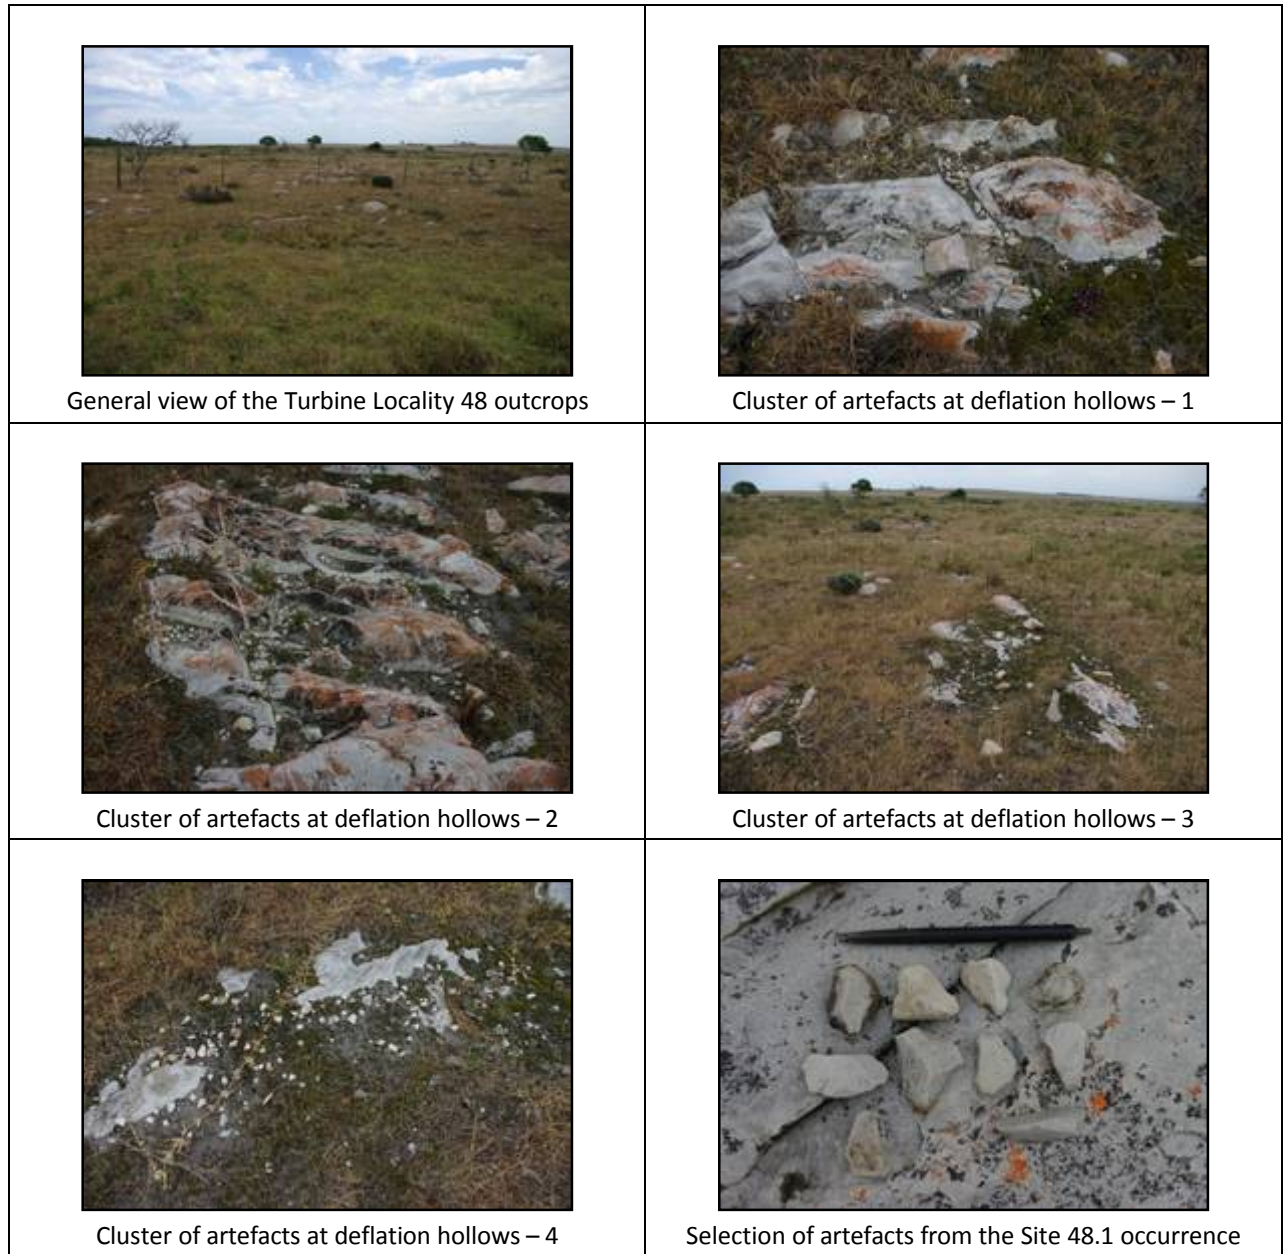 General view of the Turbine Locality 48 outcrops
Cluster of artefacts at deflation hollows – 1
Cluster of artefacts at deflation hollows – 2
Cluster of artefacts at deflation hollows – 3
Cluster of artefacts at deflation hollows – 4
Selection of artefacts from the Site 48.1 occurrence